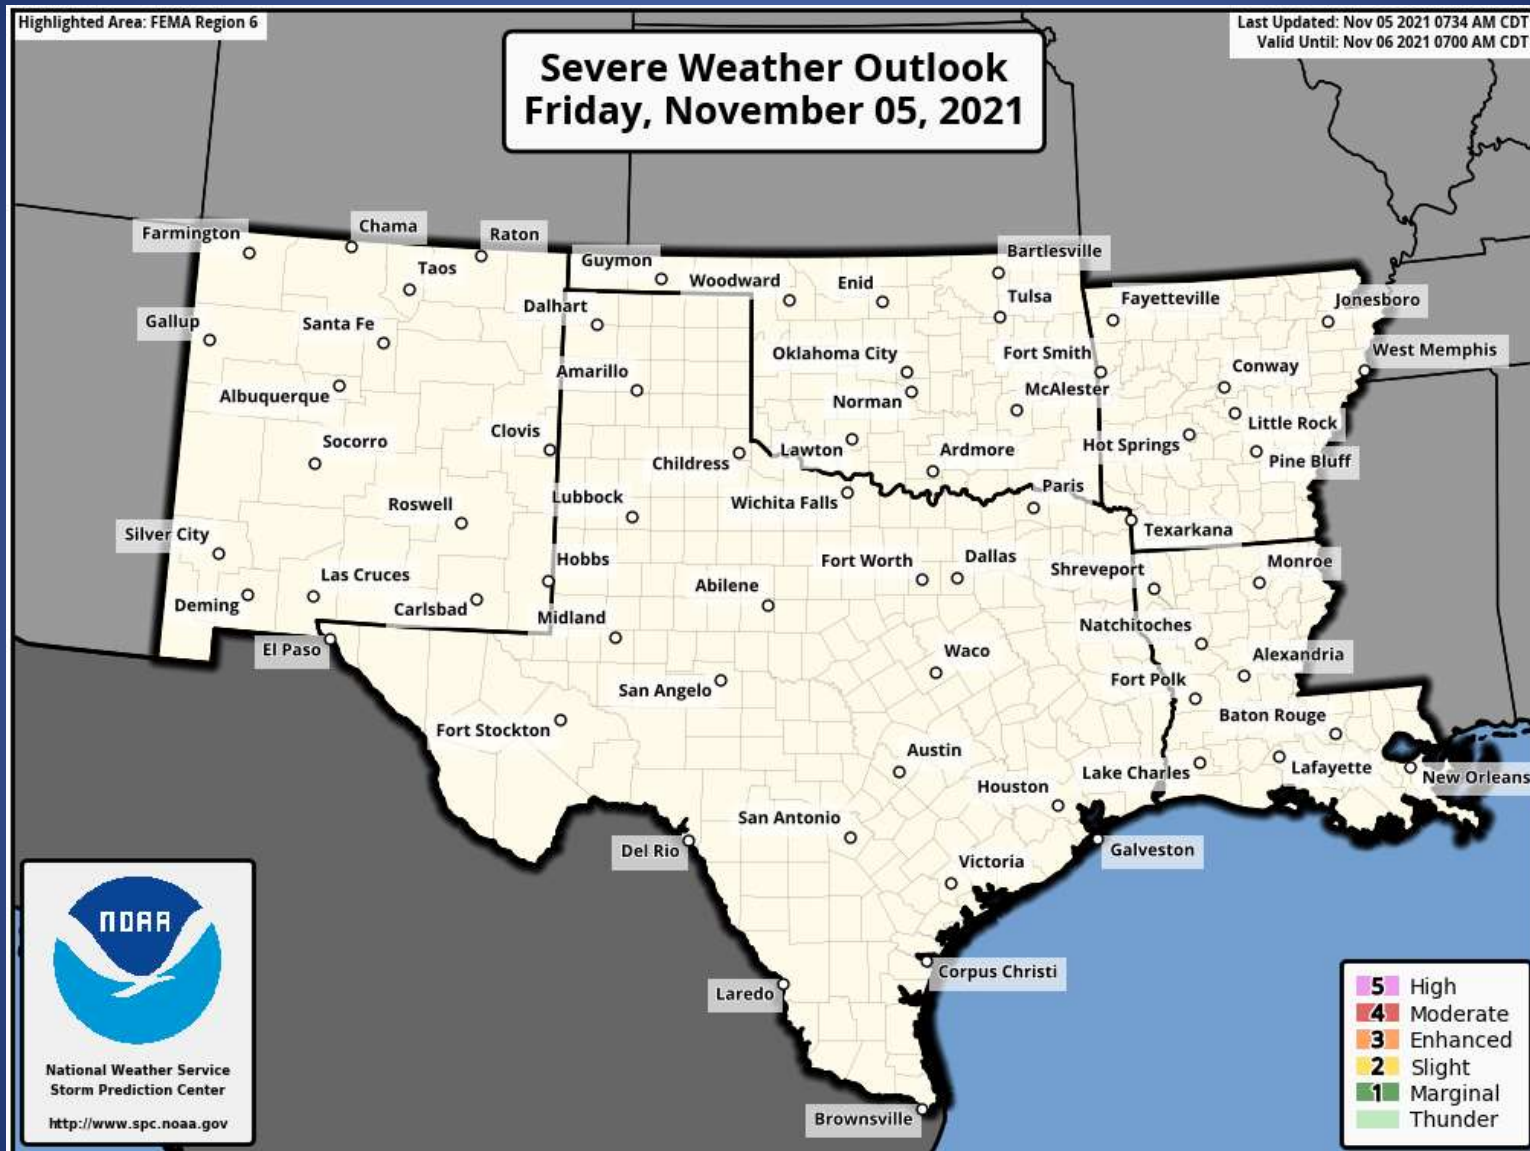 Highlighted Area: FEMA Region 6
Last Updated: Nov 05 2021 0734 AM CDT
Valid Until: Nov 06 2021 0700 AM CDT
Severe Weather Outlook
Friday, November 05, 2021
Farmington
Chama
Raton
Taos
Guymon
Woodward
Enid
Bartlesville
Tulsa
Fayetteville
Jonesboro
Gallup
Santa Fe
Dalhart
Oklahoma City
Fort Smith
West Memphis
Albuquerque
Amarillo
Norman
McAlester
Conway
Little Rock
Socorro
Clovis
Childress
Lawton
Ardmore
Hot Springs
Pine Bluff
Roswell
Lubbock
Wichita Falls
Paris
Texarkana
Silver City
Hobbs
Fort Worth
Dallas
Shreveport
Monroe
Las Cruces
Deming
Carlsbad
Midland
Abilene
Natchitoches
El Paso
San Angelo
Waco
Alexandria
Fort Polk
Fort Stockton
Baton Rouge
Austin
Lake Charles
Lafayette
New Orleans
Houston
San Antonio
Del Rio
Galveston
Victoria
Corpus Christi
Laredo
Brownsville
NOAA
National Weather Service
Storm Prediction Center
http://www.spc.noaa.gov
5 High
4 Moderate
3 Enhanced
2 Slight
1 Marginal
Thunder